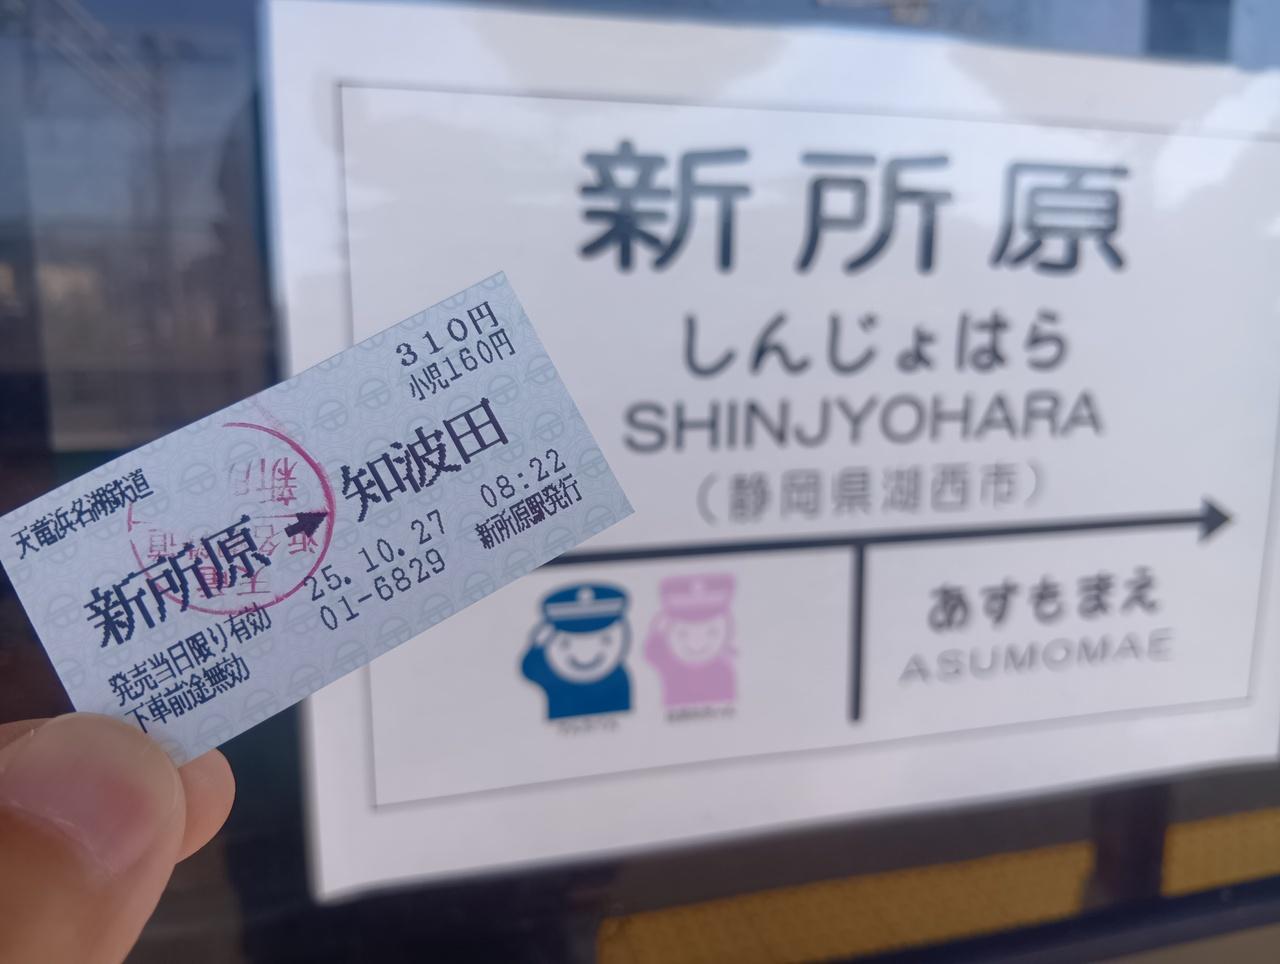 310円
小児160円
天竜浜名湖鉄道
新所原→知波田
発売当日限り有効
下車前途無効
25.10.27
08:22
01-6829
新所原駅発行
新所原
しんじょはら
SHINJYOHARA
(静岡県湖西市)
あすもまえ
ASUMOMAE